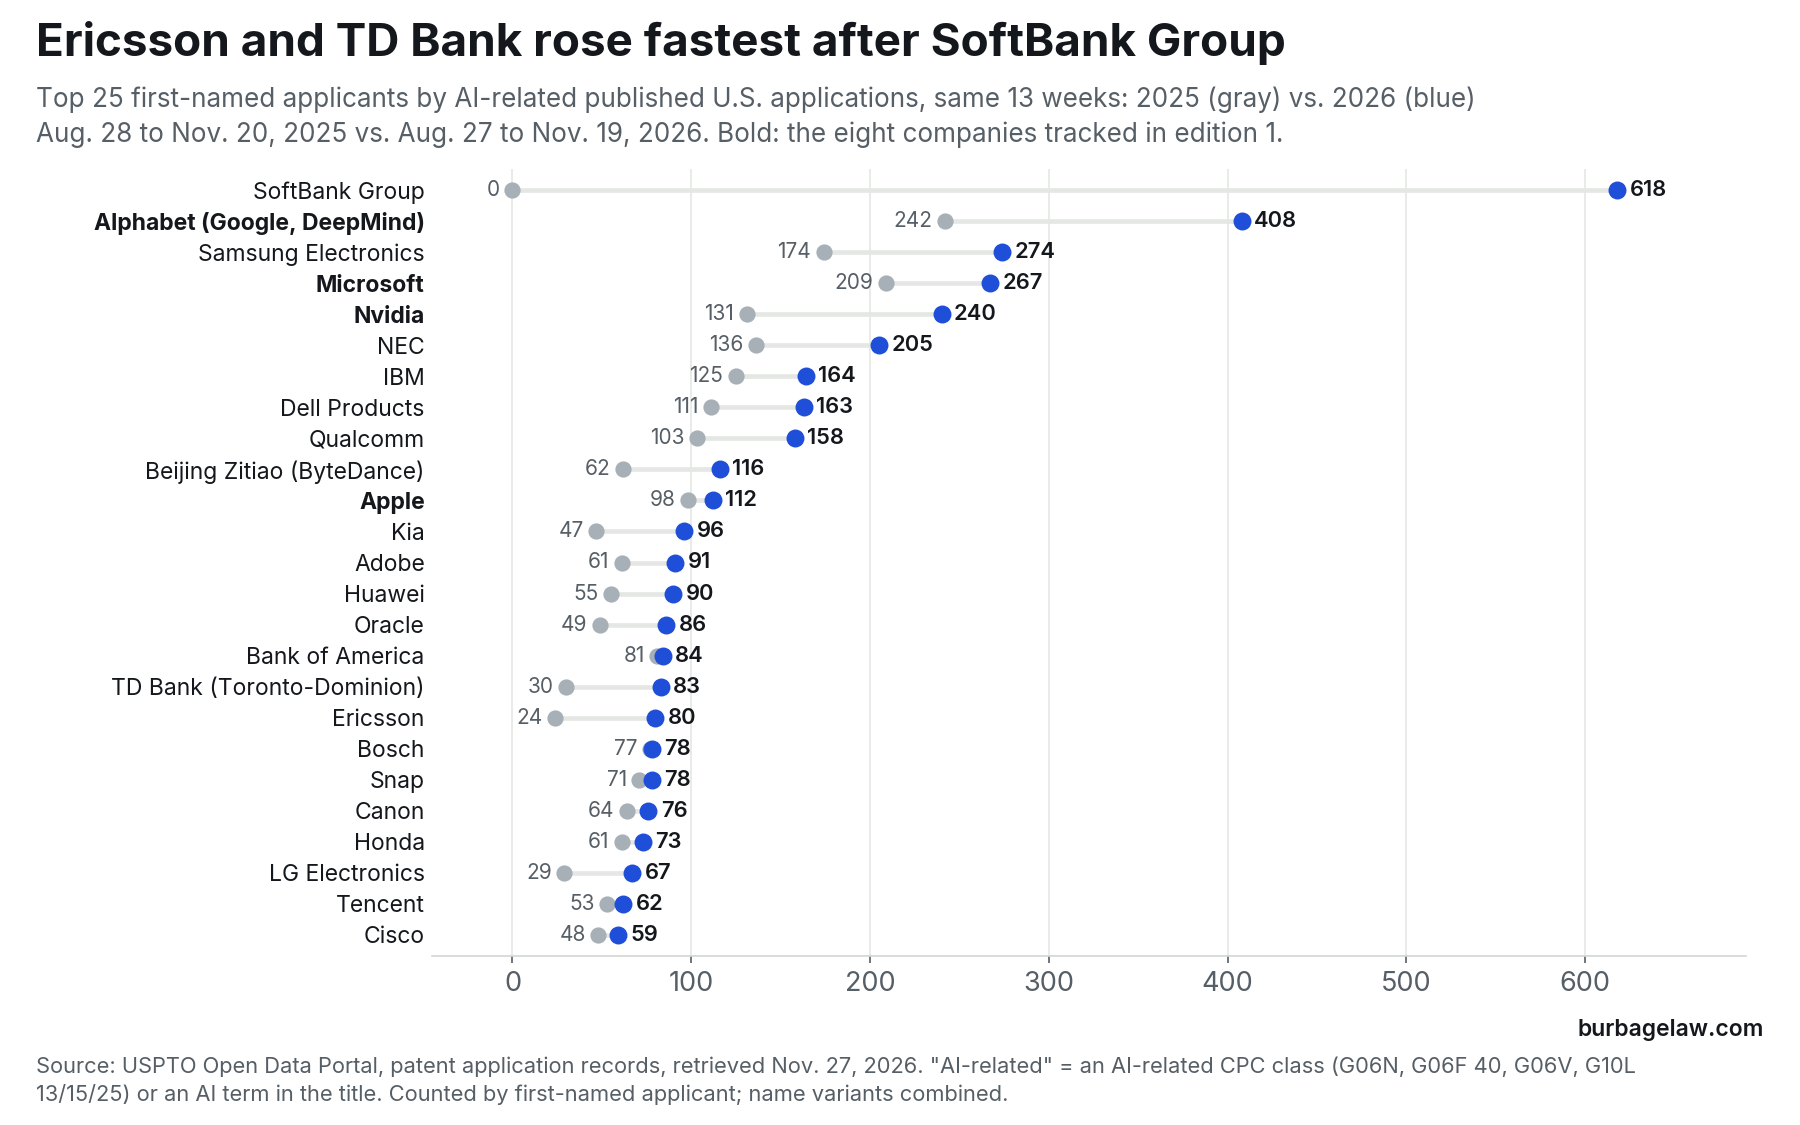 Ericsson and TD Bank rose fastest after SoftBank Group
Top 25 first-named applicants by AI-related published U.S. applications, same 13 weeks: 2025 (gray) vs. 2026 (blue)
Aug. 28 to Nov. 20, 2025 vs. Aug. 27 to Nov. 19, 2026. Bold: the eight companies tracked in edition 1.
SoftBank Group 0 618
Alphabet (Google, DeepMind) 242 408
Samsung Electronics 174 274
Microsoft 209 267
Nvidia 131 240
NEC 136 205
IBM 125 164
Dell Products 111 163
Qualcomm 103 158
Beijing Zitiao (ByteDance) 62 116
Apple 98 112
Kia 47 96
Adobe 61 91
Huawei 55 90
Oracle 49 86
Bank of America 81 84
TD Bank (Toronto-Dominion) 30 83
Ericsson 24 80
Bosch 77 78
Snap 71 78
Canon 64 76
Honda 61 73
LG Electronics 29 67
Tencent 53 62
Cisco 48 59
0 100 200 300 400 500 600
burbagelaw.com
Source: USPTO Open Data Portal, patent application records, retrieved Nov. 27, 2026. "AI-related" = an AI-related CPC class (G06N, G06F 40, G06V, G10L
13/15/25) or an AI term in the title. Counted by first-named applicant; name variants combined.